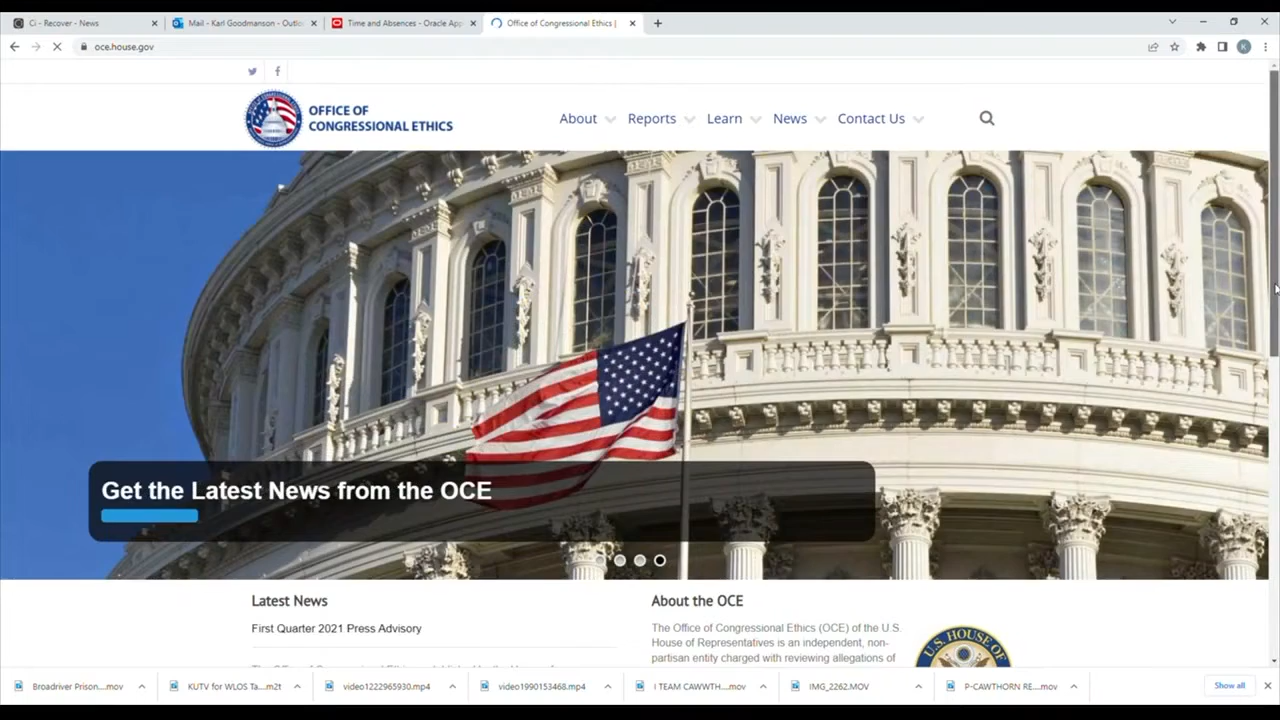 Ci - Recover - News
Mail - Karl Goodmanson - Outlo
Time and Absences - Oracle App
Office of Congressional Ethics |
oce.house.gov
K
OFFICE OF
CONGRESSIONAL ETHICS
About
Reports
Learn
News
Contact Us
Get the Latest News from the OCE
Latest News
First Quarter 2021 Press Advisory
About the OCE
The Office of Congressional Ethics (OCE) of the U.S.
House of Representatives is an independent, non-
partisan entity charged with reviewing allegations of
U.S. HOUSE OF
Broadriver Prison....mov
KUTV for WLOS Ta....m2t
video1222965930.mp4
video1990153468.mp4
I TEAM CAWWTH....mov
IMG_2262.MOV
P-CAWTHORN RE....mov
Show all